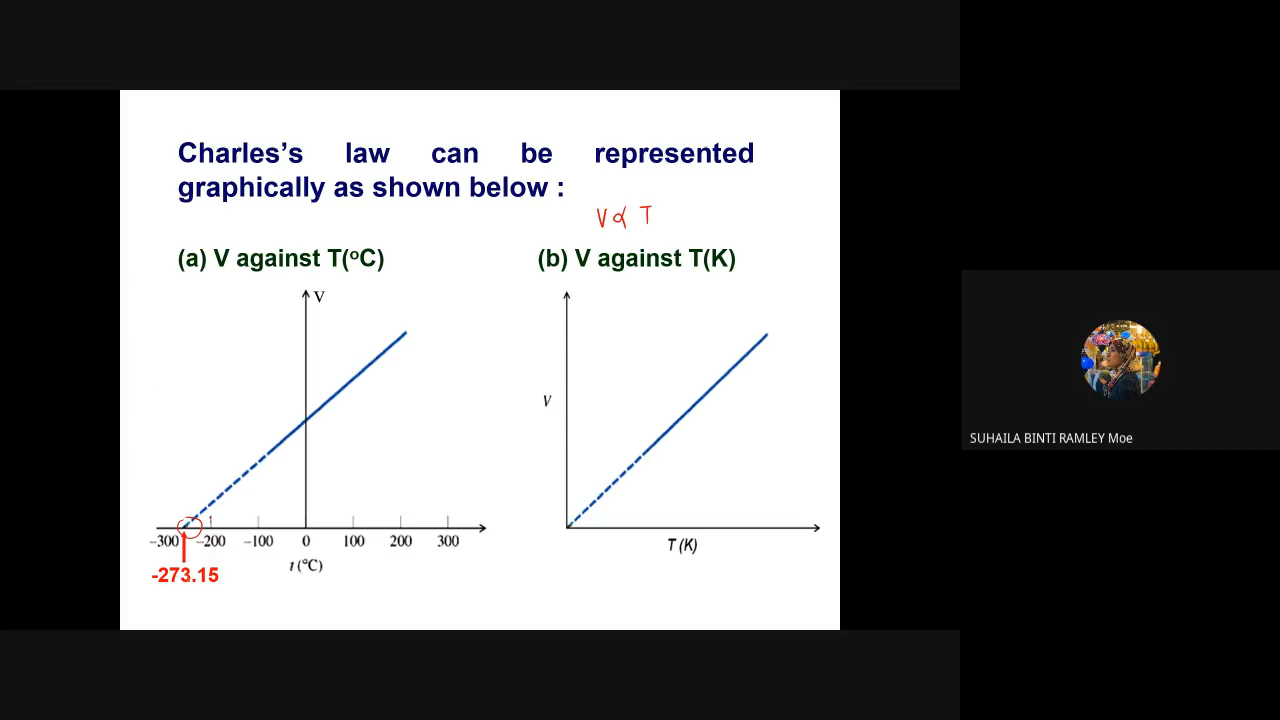 Charles’s law can be represented
graphically as shown below :
V ∝ T
(a) V against T(°C)
(b) V against T(K)
V
V
–300 –200 –100 0 100 200 300
t (°C)
-273.15
T (K)
SUHAILA BINTI RAMLEY Moe